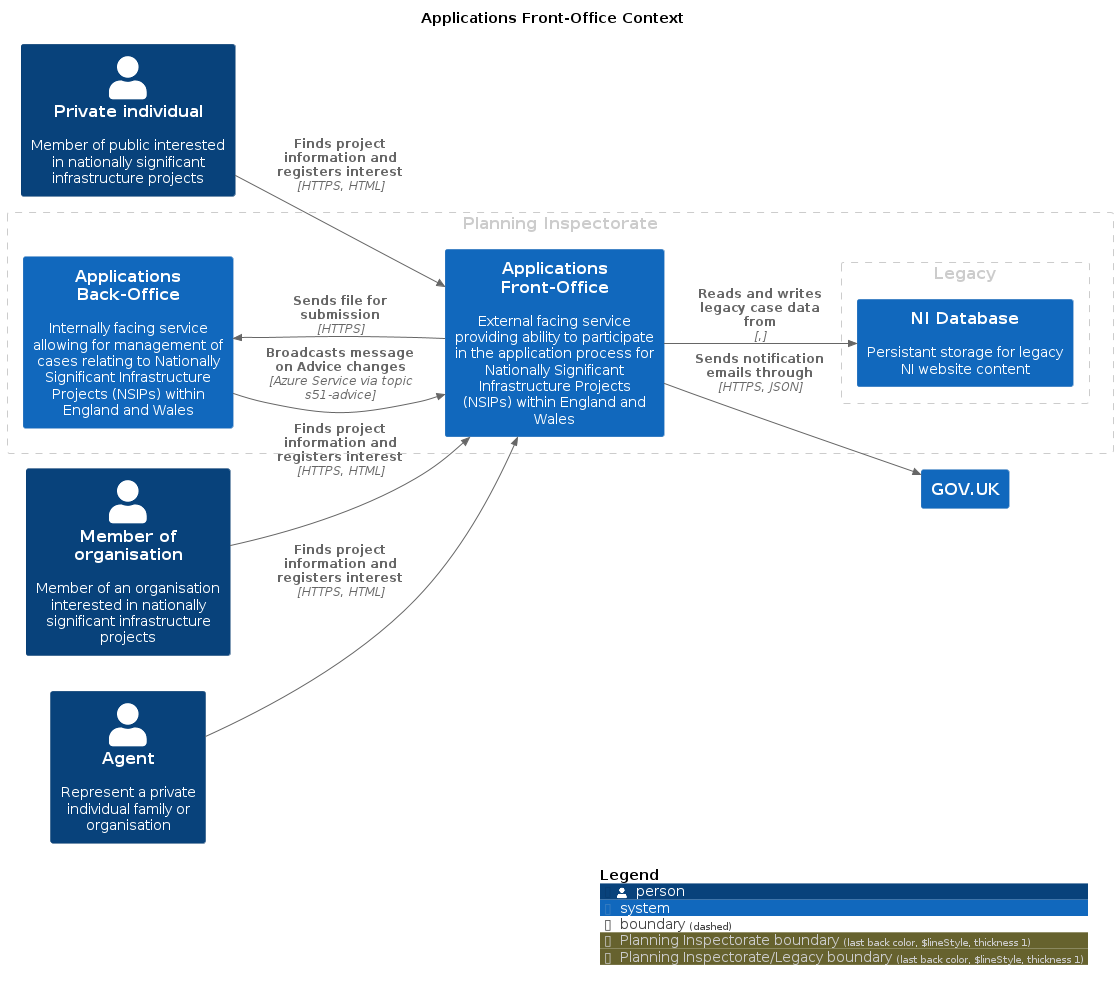 Applications Front-Office Context
Private individual
Member of public interested
in nationally significant
infrastructure projects
Finds project
information and
registers interest
[HTTPS, HTML]
Planning Inspectorate
Applications
Back-Office
Internally facing service
allowing for management of
cases relating to Nationally
Significant Infrastructure
Projects (NSIPs) within
England and Wales
Sends file for
submission
[HTTPS]
Broadcasts message
on Advice changes
[Azure Service via topic
s51-advice]
Applications
Front-Office
External facing service
providing ability to participate
in the application process for
Nationally Significant
Infrastructure Projects
(NSIPs) within England and
Wales
Reads and writes
legacy case data
from
[,]
Sends notification
emails through
[HTTPS, JSON]
Legacy
NI Database
Persistant storage for legacy
NI website content
GOV.UK
Finds project
information and
registers interest
[HTTPS, HTML]
Member of
organisation
Member of an organisation
interested in nationally
significant infrastructure
projects
Finds project
information and
registers interest
[HTTPS, HTML]
Agent
Represent a private
individual family or
organisation
Legend
person
system
boundary (dashed)
Planning Inspectorate boundary (last back color, $lineStyle, thickness 1)
Planning Inspectorate/Legacy boundary (last back color, $lineStyle, thickness 1)